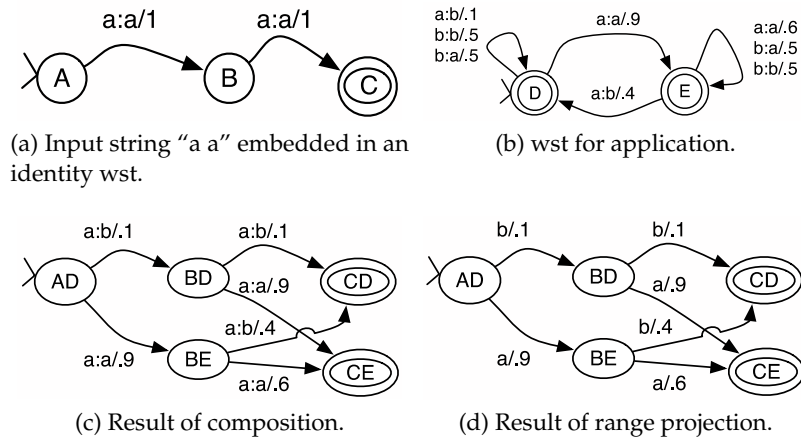 a:a/1
a:a/1
A
B
C
(a) Input string “a a” embedded in an
identity wst.
a:b/.1
b:b/.5
b:a/.5
a:a/.9
a:a/.6
b:a/.5
b:b/.5
D
E
a:b/.4
(b) wst for application.
a:b/.1
a:b/.1
AD
BD
CD
a:a/.9
a:b/.4
a:a/.9
BE
a:a/.6
CE
(c) Result of composition.
b/.1
b/.1
AD
BD
CD
a/.9
b/.4
a/.9
BE
a/.6
CE
(d) Result of range projection.